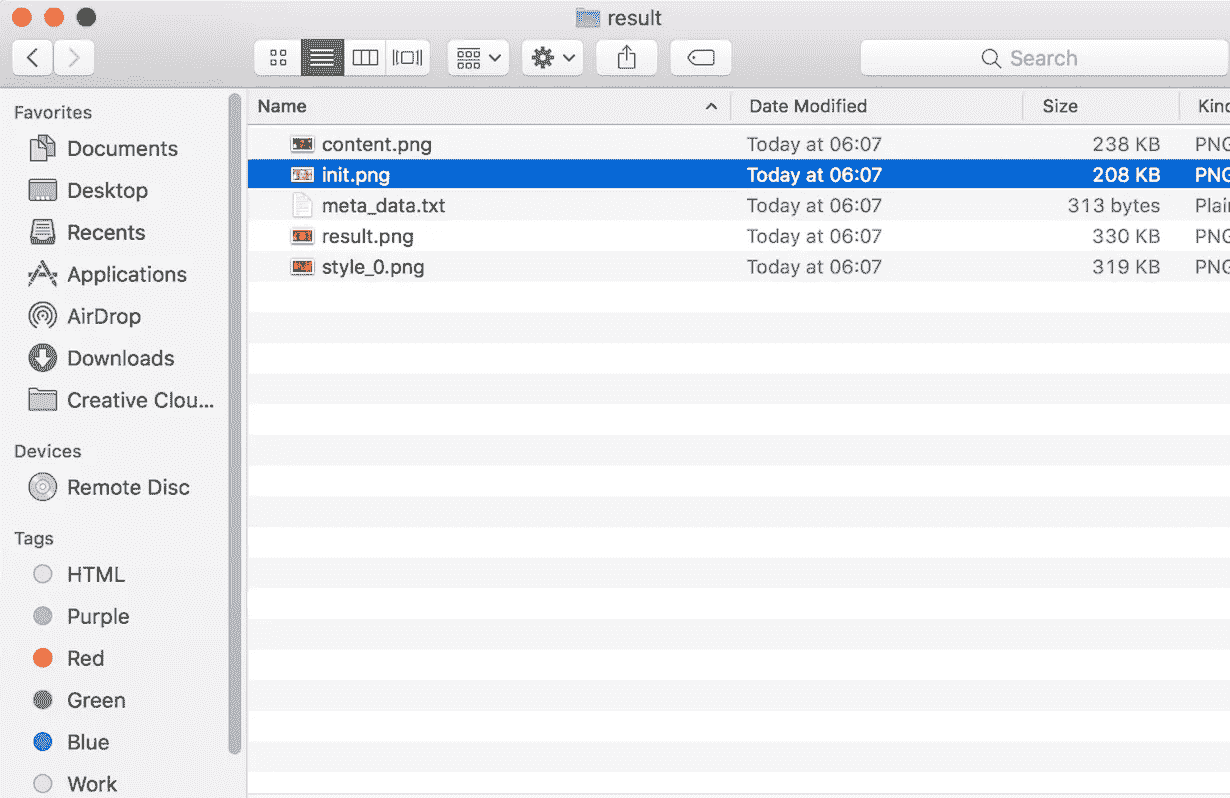 result
Search
Favorites
Documents
Desktop
Recents
Applications
AirDrop
Downloads
Creative Clou...
Devices
Remote Disc
Tags
HTML
Purple
Red
Green
Blue
Work
Name Date Modified Size Kind
content.png Today at 06:07 238 KB PNG
init.png Today at 06:07 208 KB PNG
meta_data.txt Today at 06:07 313 bytes Plai
result.png Today at 06:07 330 KB PNG
style_0.png Today at 06:07 319 KB PNG